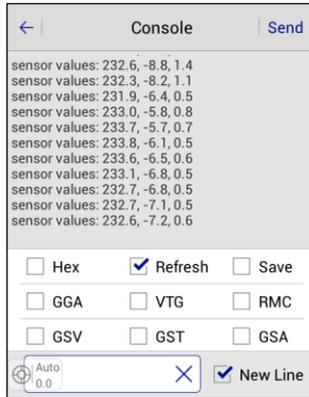 Console
Send
sensor values: 232.6, -8.8, 1.4
sensor values: 232.3, -8.2, 1.1
sensor values: 231.9, -6.4, 0.5
sensor values: 233.0, -5.8, 0.8
sensor values: 233.7, -5.7, 0.7
sensor values: 233.8, -6.1, 0.5
sensor values: 233.6, -6.5, 0.6
sensor values: 233.1, -6.8, 0.5
sensor values: 232.7, -6.8, 0.5
sensor values: 232.7, -7.1, 0.5
sensor values: 232.6, -7.2, 0.6
Hex Refresh Save
GGA VTG RMC
GSV GST GSA
Auto
0.0
New Line